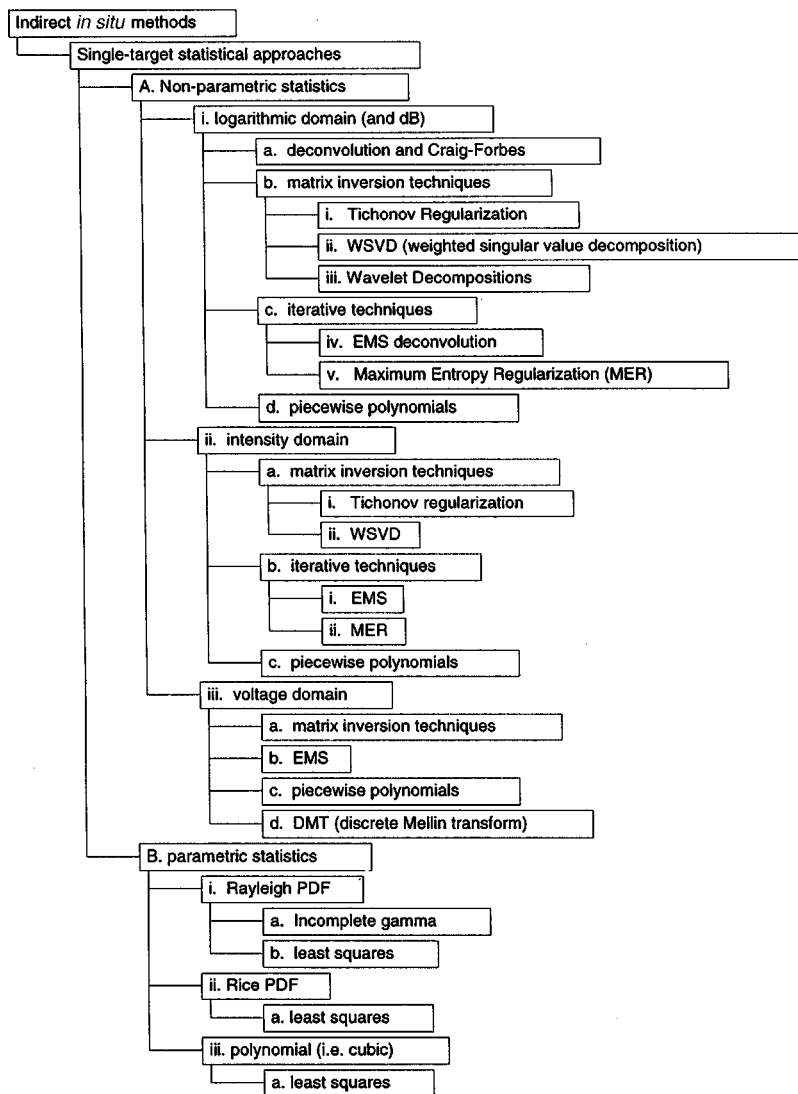 Indirect in situ methods
Single-target statistical approaches
A. Non-parametric statistics
i. logarithmic domain (and dB)
a. deconvolution and Craig-Forbes
b. matrix inversion techniques
i. Tichonov Regularization
ii. WSVD (weighted singular value decomposition)
iii. Wavelet Decompositions
c. iterative techniques
iv. EMS deconvolution
v. Maximum Entropy Regularization (MER)
d. piecewise polynomials
ii. intensity domain
a. matrix inversion techniques
i. Tichonov regularization
ii. WSVD
b. iterative techniques
i. EMS
ii. MER
c. piecewise polynomials
iii. voltage domain
a. matrix inversion techniques
b. EMS
c. piecewise polynomials
d. DMT (discrete Mellin transform)
B. parametric statistics
i. Rayleigh PDF
a. Incomplete gamma
b. least squares
ii. Rice PDF
a. least squares
iii. polynomial (i.e. cubic)
a. least squares